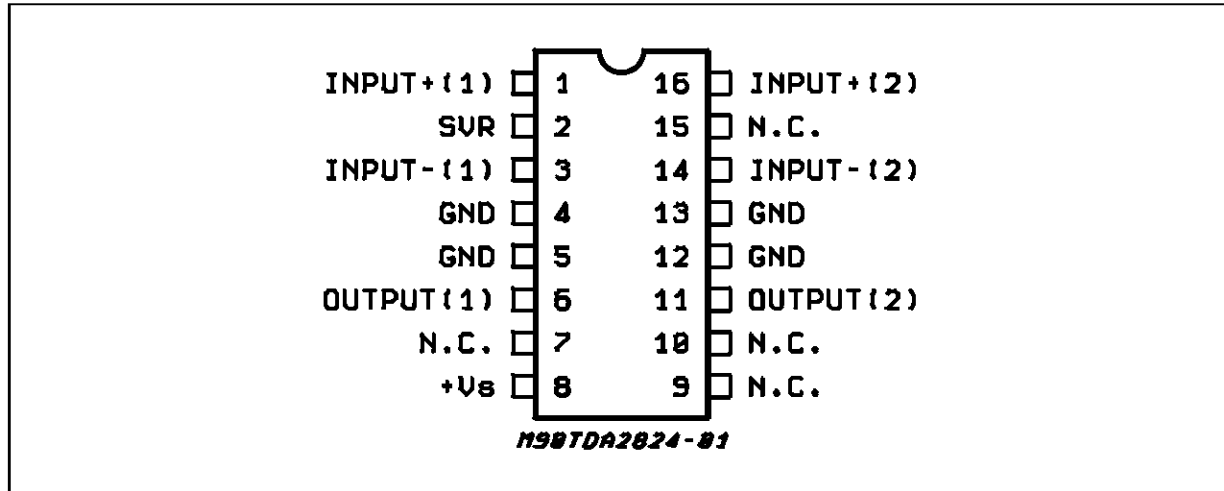 INPUT+(1) 1 16 INPUT+(2)
SVR 2 15 N.C.
INPUT-(1) 3 14 INPUT-(2)
GND 4 13 GND
GND 5 12 GND
OUTPUT(1) 6 11 OUTPUT(2)
N.C. 7 10 N.C.
+Vs 8 9 N.C.
M90TDA2824-01